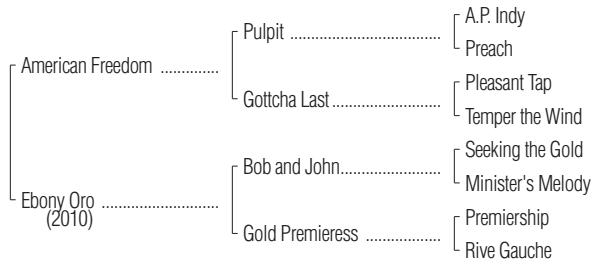 A.P. Indy
Pulpit ................................
Preach
American Freedom ..............
Pleasant Tap
Gottcha Last.......................
Temper the Wind
Seeking the Gold
Bob and John.....................
Minister's Melody
Ebony Oro .........................
(2010)
Premiership
Gold Premieress ................
Rive Gauche